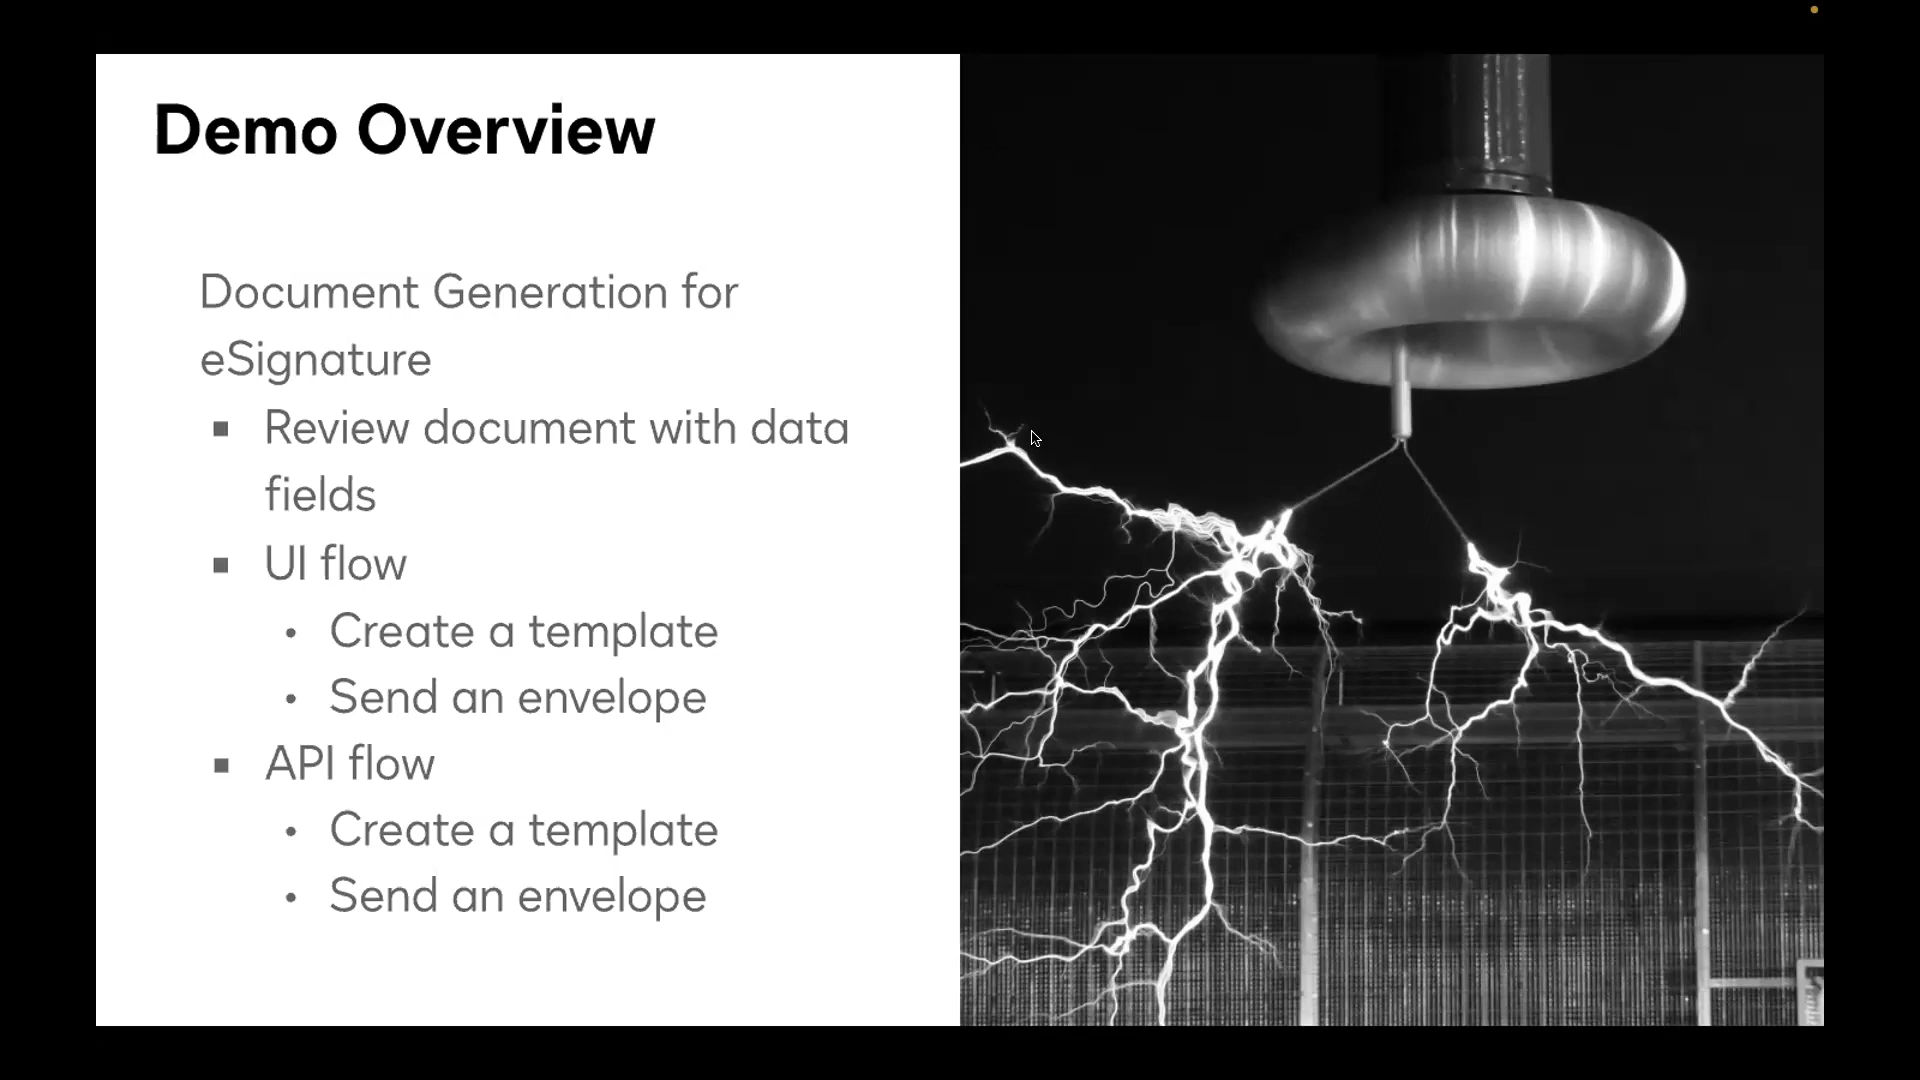 Demo Overview
Document Generation for
eSignature
▪ Review document with data
fields
▪ UI flow
• Create a template
• Send an envelope
▪ API flow
• Create a template
• Send an envelope